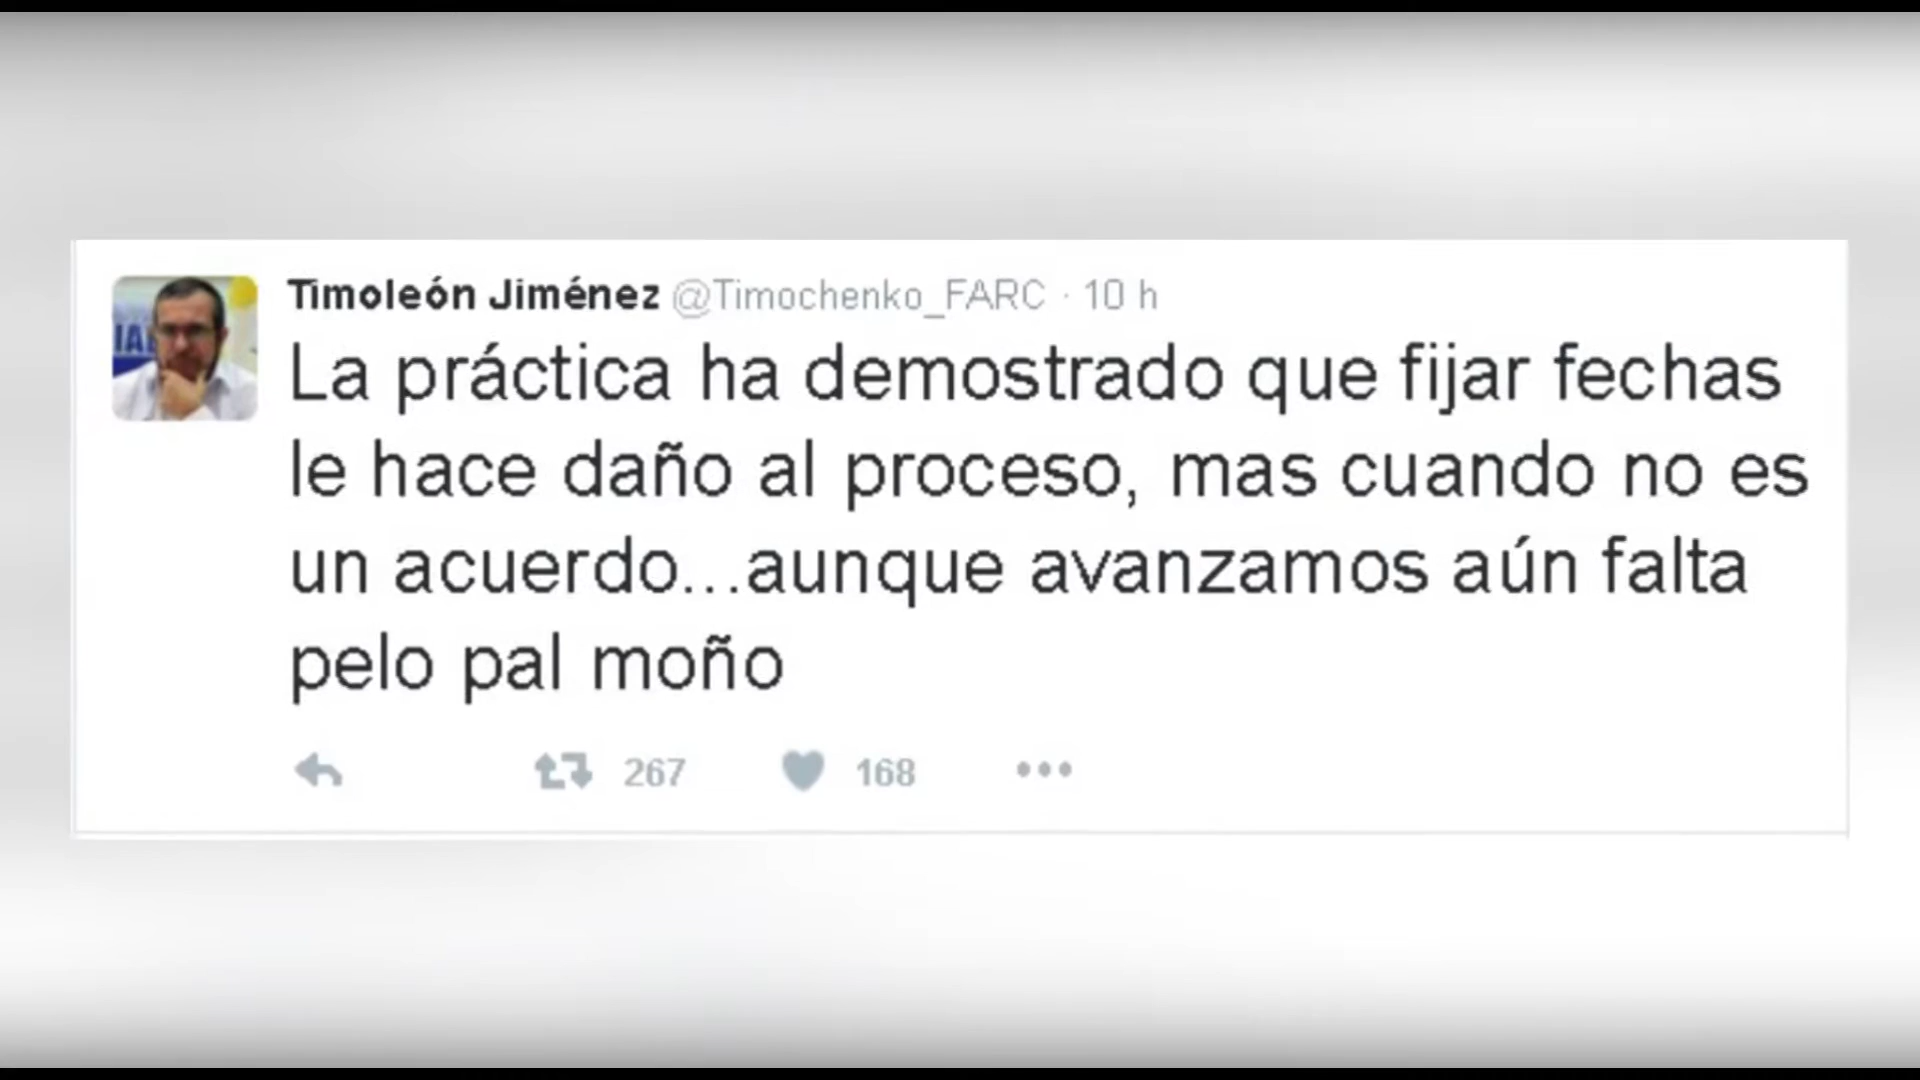 Timoleón Jiménez @Timochenko_FARC · 10 h
La práctica ha demostrado que fijar fechas
le hace daño al proceso, mas cuando no es
un acuerdo...aunque avanzamos aún falta
pelo pal moño
267 168